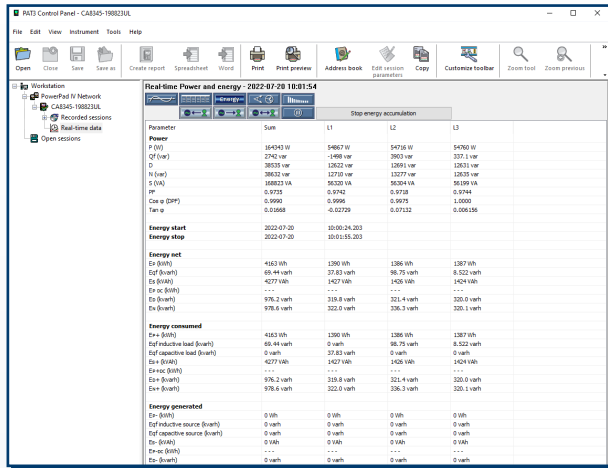 PAT3 Control Panel - CA8345-198823UL
File Edit View Instrument Tools Help
Open Close Save Save as Create report Spreadsheet Word Print Print preview Address book Edit session parameters Copy Customize toolbar Zoom tool Zoom previous »
Workstation
PowerPad IV Network
CA8345-198823UL
Recorded sessions
Real-time data
Open sessions
Real-time Power and energy - 2022-07-20 10:01:54
=Energy=
Stop energy accumulation
Parameter Sum L1 L2 L3
Power
P (W) 164343 W 54867 W 54716 W 54760 W
Qf (var) 2742 var -1498 var 3903 var 337.1 var
D 38535 var 12622 var 12691 var 12631 var
N (var) 38632 var 12710 var 13277 var 12635 var
S (VA) 168823 VA 56320 VA 56304 VA 56199 VA
PF 0.9735 0.9742 0.9718 0.9744
Cos φ (DPF) 0.9990 0.9996 0.9975 1.0000
Tan φ 0.01668 -0.02729 0.07132 0.006156
Energy start 2022-07-20 10:00:24.203
Energy stop 2022-07-20 10:01:55.203
Energy net
EP (kWh) 4163 Wh 1390 Wh 1386 Wh 1387 Wh
EQf (kvarh) 69.44 varh 37.83 varh 98.75 varh 8.522 varh
Es (kVAh) 4277 VAh 1427 VAh 1426 VAh 1424 VAh
EP DC (kWh) - - -
ED (kvarh) 976.2 varh 319.8 varh 321.4 varh 320.0 varh
EN (kvarh) 978.6 varh 322.0 varh 336.3 varh 320.1 varh
Energy consumed
EP+ (kWh) 4163 Wh 1390 Wh 1386 Wh 1387 Wh
EQf inductive load (kvarh) 69.44 varh 0 varh 98.75 varh 8.522 varh
EQf capacitive load (kvarh) 0 varh 37.83 varh 0 varh 0 varh
Es+ (kVAh) 4277 VAh 1427 VAh 1426 VAh 1424 VAh
EP+DC (kWh) - - - - - - - - - - - -
ED+ (kvarh) 976.2 varh 319.8 varh 321.4 varh 320.0 varh
EN+ (kvarh) 978.6 varh 322.0 varh 336.3 varh 320.1 varh
Energy generated
EP- (kWh) 0 Wh 0 Wh 0 Wh 0 Wh
EQf inductive source (kvarh) 0 varh 0 varh 0 varh 0 varh
EQf capacitive source (kvarh) 0 varh 0 varh 0 varh 0 varh
Es- (kVAh) 0 VAh 0 VAh 0 VAh 0 VAh
EP-DC (kWh) - - - - - - - - - - - -
ED- (kvarh) 0 varh 0 varh 0 varh 0 varh